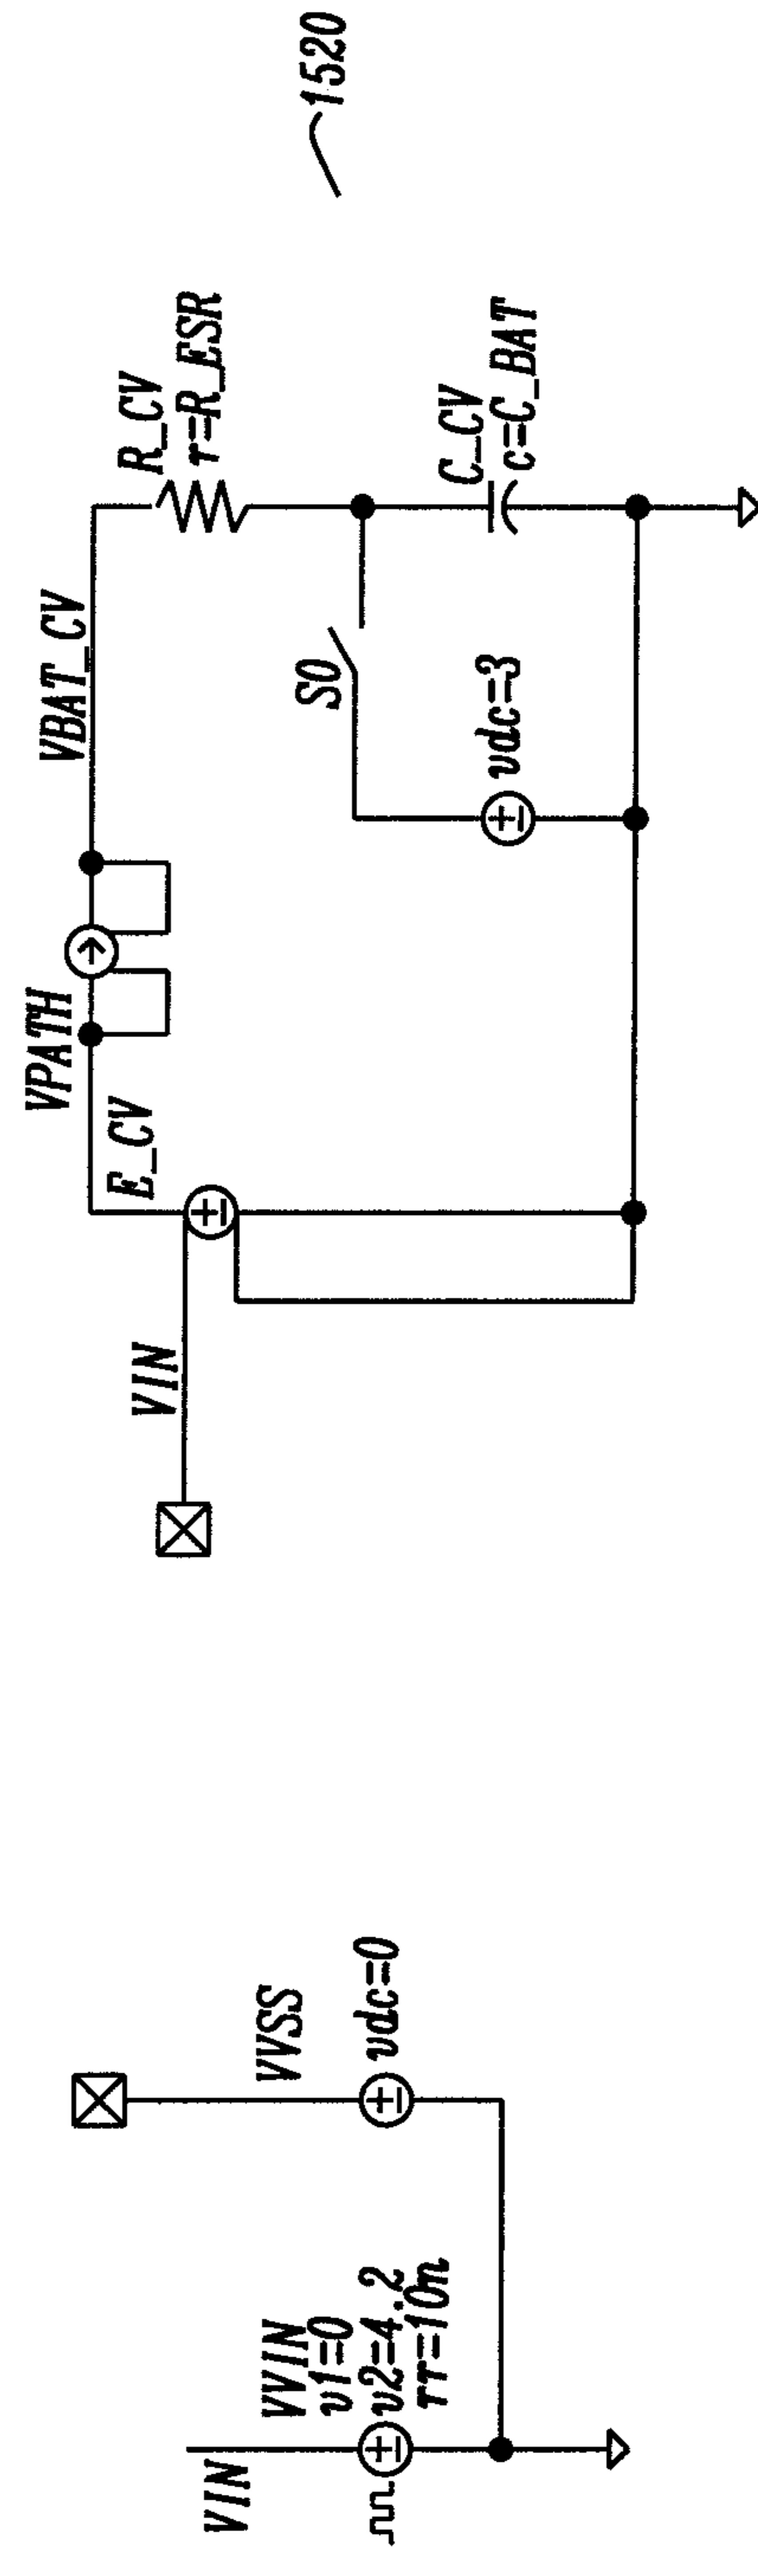 1520
VIN
VVIN
v1=0
v2=4.2
rr=10n
VVSS
vdc=0
VIN
E_CV
VPATH
VBAT_CV
R_CV
r=R_ESR
S0
vdc=3
C_CV
c=C_BAT